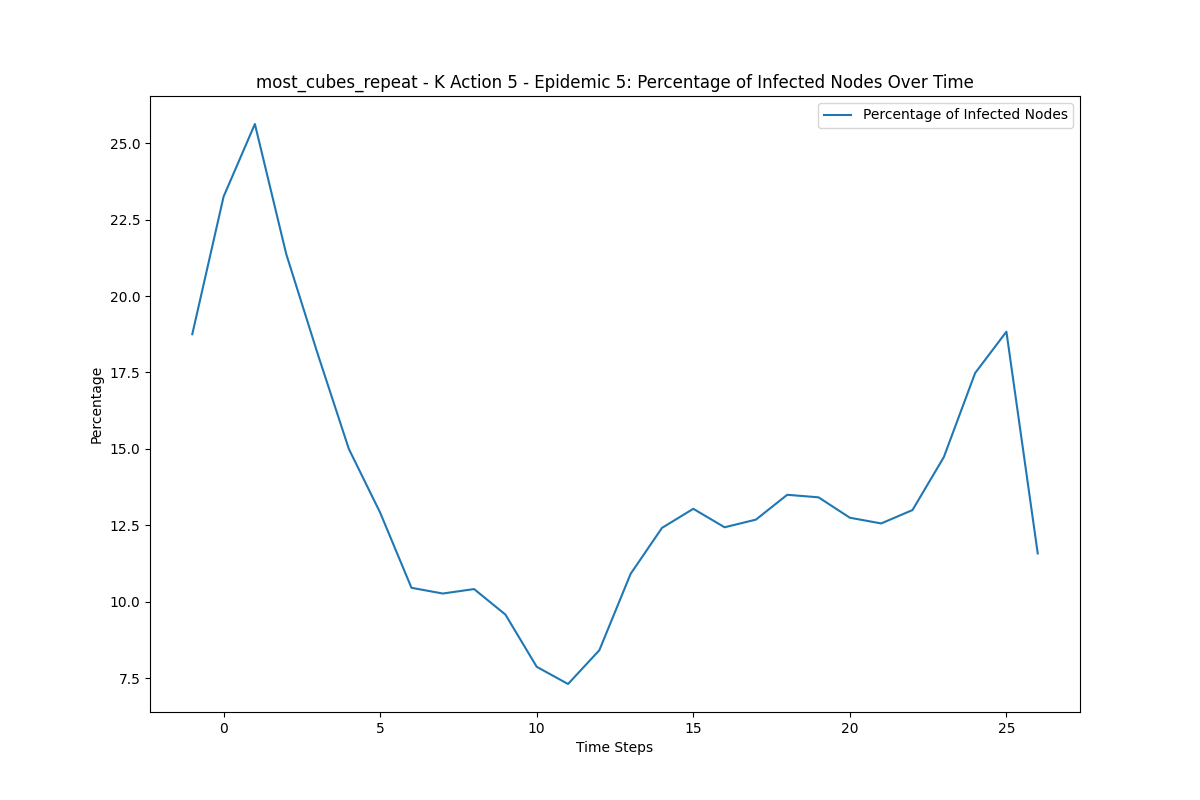 most_cubes_repeat - K Action 5 - Epidemic 5: Percentage of Infected Nodes Over Time
Percentage of Infected Nodes
25.0
22.5
20.0
17.5
15.0
12.5
10.0
7.5
Percentage
0 5 10 15 20 25
Time Steps